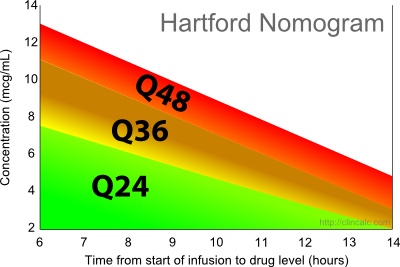 Hartford Nomogram
Concentration (mcg/mL)
14
12
10
8
6
4
2
Q48
Q36
Q24
http://clincalc.com
6 7 8 9 10 11 12 13 14
Time from start of infusion to drug level (hours)